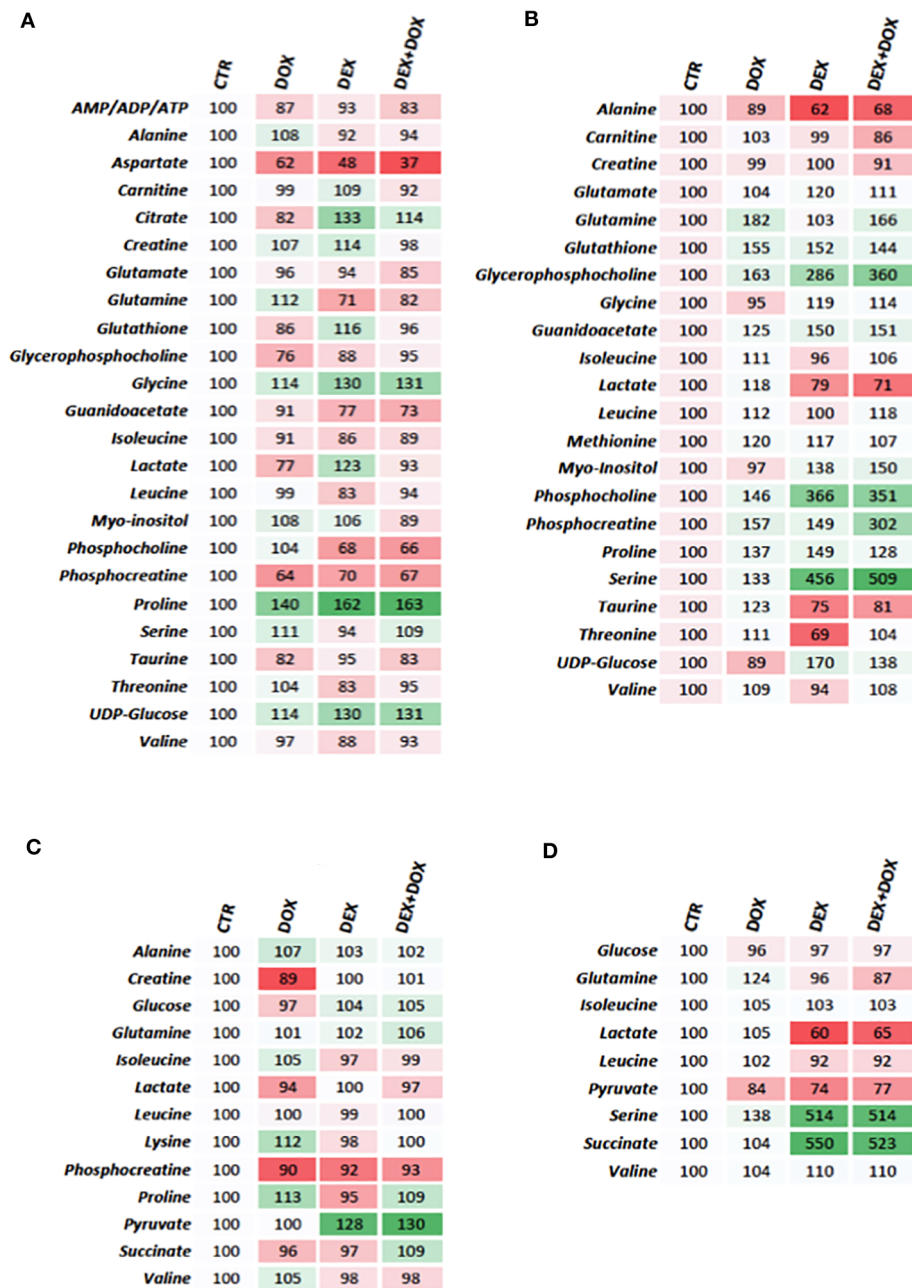 A
CTR DOX DEX DEX+DOX
AMP/ADP/ATP 100 87 93 83
Alanine 100 108 92 94
Aspartate 100 62 48 37
Carnitine 100 99 109 92
Citrate 100 82 133 114
Creatine 100 107 114 98
Glutamate 100 96 94 85
Glutamine 100 112 71 82
Glutathione 100 86 116 96
Glycerophosphocholine 100 76 88 95
Glycine 100 114 130 131
Guanidoacetate 100 91 77 73
Isoleucine 100 91 86 89
Lactate 100 77 123 93
Leucine 100 99 83 94
Myo-inositol 100 108 106 89
Phosphocholine 100 104 68 66
Phosphocreatine 100 64 70 67
Proline 100 140 162 163
Serine 100 111 94 109
Taurine 100 82 95 83
Threonine 100 104 83 95
UDP-Glucose 100 114 130 131
Valine 100 97 88 93
B
CTR DOX DEX DEX+DOX
Alanine 100 89 62 68
Carnitine 100 103 99 86
Creatine 100 99 100 91
Glutamate 100 104 120 111
Glutamine 100 182 103 166
Glutathione 100 155 152 144
Glycerophosphocholine 100 163 286 360
Glycine 100 95 119 114
Guanidoacetate 100 125 150 151
Isoleucine 100 111 96 106
Lactate 100 118 79 71
Leucine 100 112 100 118
Methionine 100 120 117 107
Myo-Inositol 100 97 138 150
Phosphocholine 100 146 366 351
Phosphocreatine 100 157 149 302
Proline 100 137 149 128
Serine 100 133 456 509
Taurine 100 123 75 81
Threonine 100 111 69 104
UDP-Glucose 100 89 170 138
Valine 100 109 94 108
C
CTR DOX DEX DEX+DOX
Alanine 100 107 103 102
Creatine 100 89 100 101
Glucose 100 97 104 105
Glutamine 100 101 102 106
Isoleucine 100 105 97 99
Lactate 100 94 100 97
Leucine 100 100 99 100
Lysine 100 112 98 100
Phosphocreatine 100 90 92 93
Proline 100 113 95 109
Pyruvate 100 100 128 130
Succinate 100 96 97 109
Valine 100 105 98 98
D
CTR DOX DEX DEX+DOX
Glucose 100 96 97 97
Glutamine 100 124 96 87
Isoleucine 100 105 103 103
Lactate 100 105 60 65
Leucine 100 102 92 92
Pyruvate 100 84 74 77
Serine 100 138 514 514
Succinate 100 104 550 523
Valine 100 104 110 110